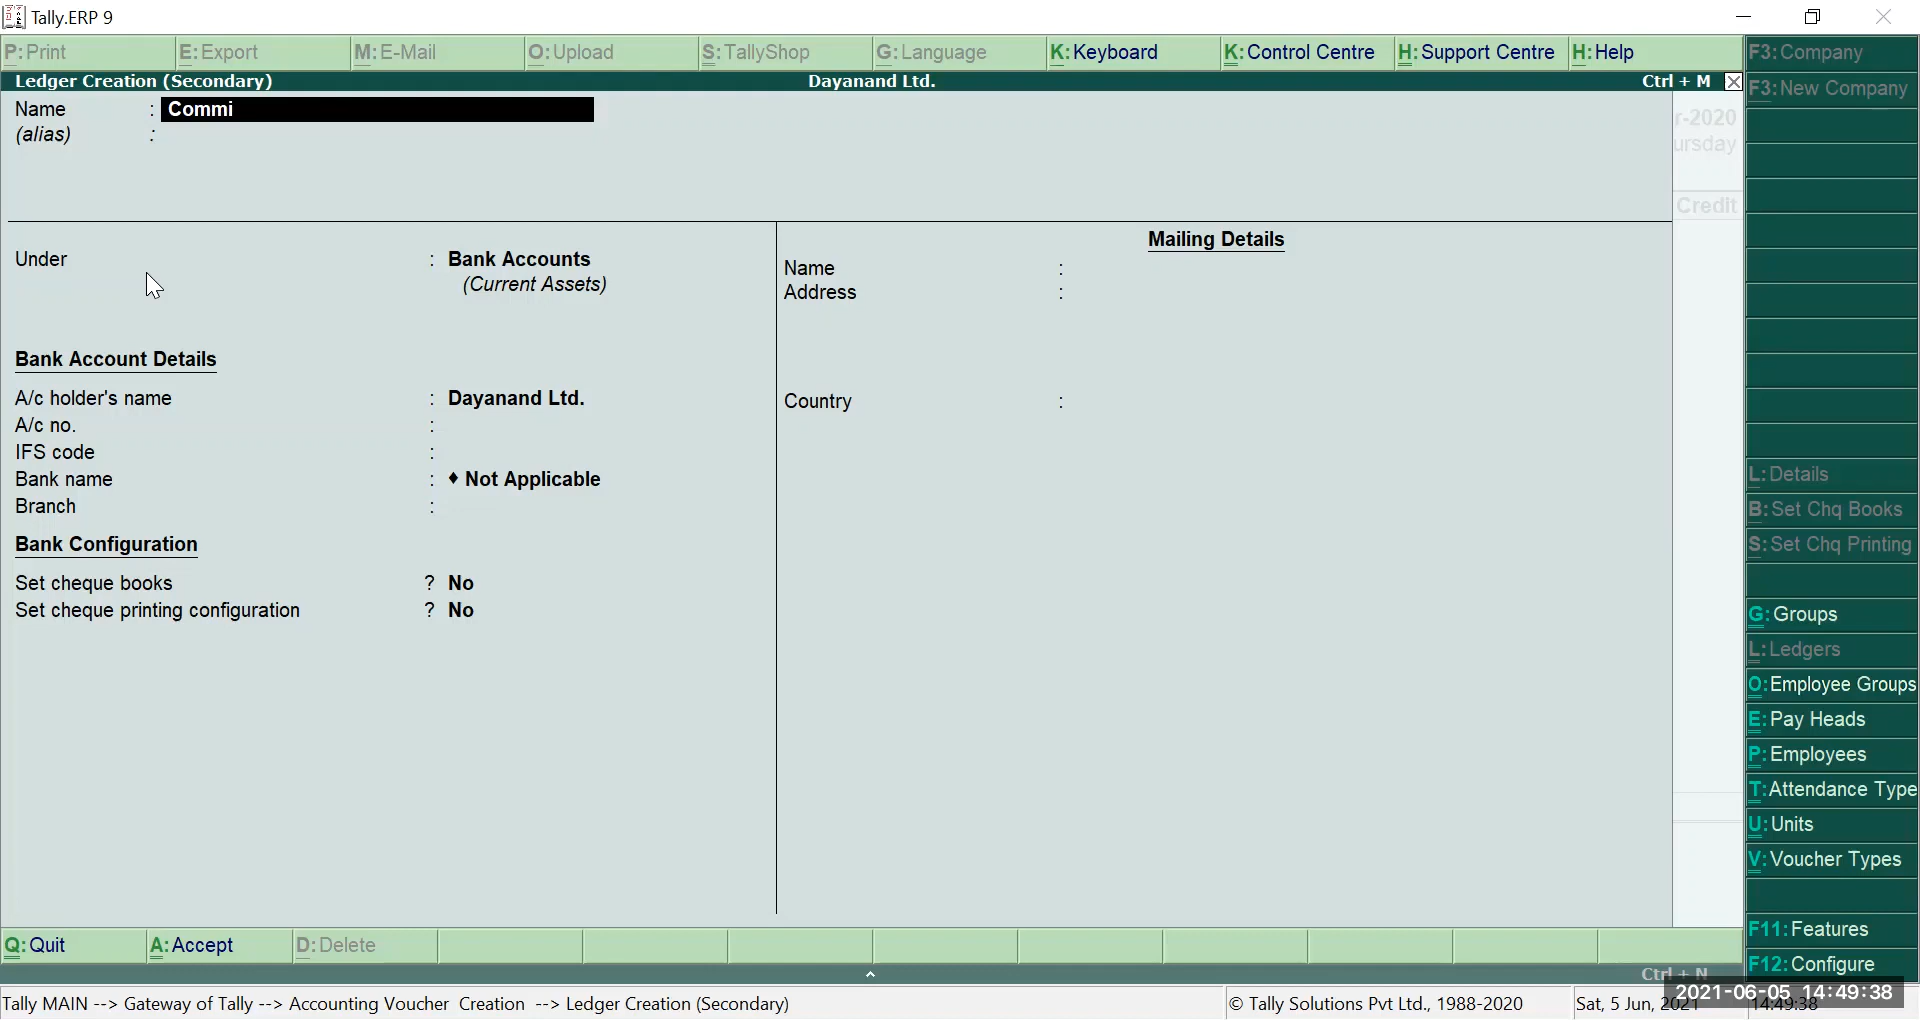 Tally.ERP 9
P: Print E: Export M: E-Mail O: Upload S: TallyShop G: Language K: Keyboard K: Control Centre H: Support Centre H: Help
F3: Company
Ledger Creation (Secondary) Dayanand Ltd. Ctrl + M
F3: New Company
Name : Commi
(alias) :
r-2020
ursday
Credit
Under : Bank Accounts
(Current Assets)
Mailing Details
Name :
Address :
Country :
Bank Account Details
A/c holder's name : Dayanand Ltd.
A/c no. :
IFS code :
Bank name : ♦ Not Applicable
Branch :
Bank Configuration
Set cheque books ? No
Set cheque printing configuration ? No
L: Details
B: Set Chq Books
S: Set Chq Printing
G: Groups
L: Ledgers
O: Employee Groups
E: Pay Heads
P: Employees
T: Attendance Type
U: Units
V: Voucher Types
F11: Features
F12: Configure
Q: Quit A: Accept D: Delete
Ctrl + N
Tally MAIN --> Gateway of Tally --> Accounting Voucher Creation --> Ledger Creation (Secondary) © Tally Solutions Pvt Ltd., 1988-2020 Sat, 5 Jun, 2021 14:49:38
2021-06-05 14:49:38